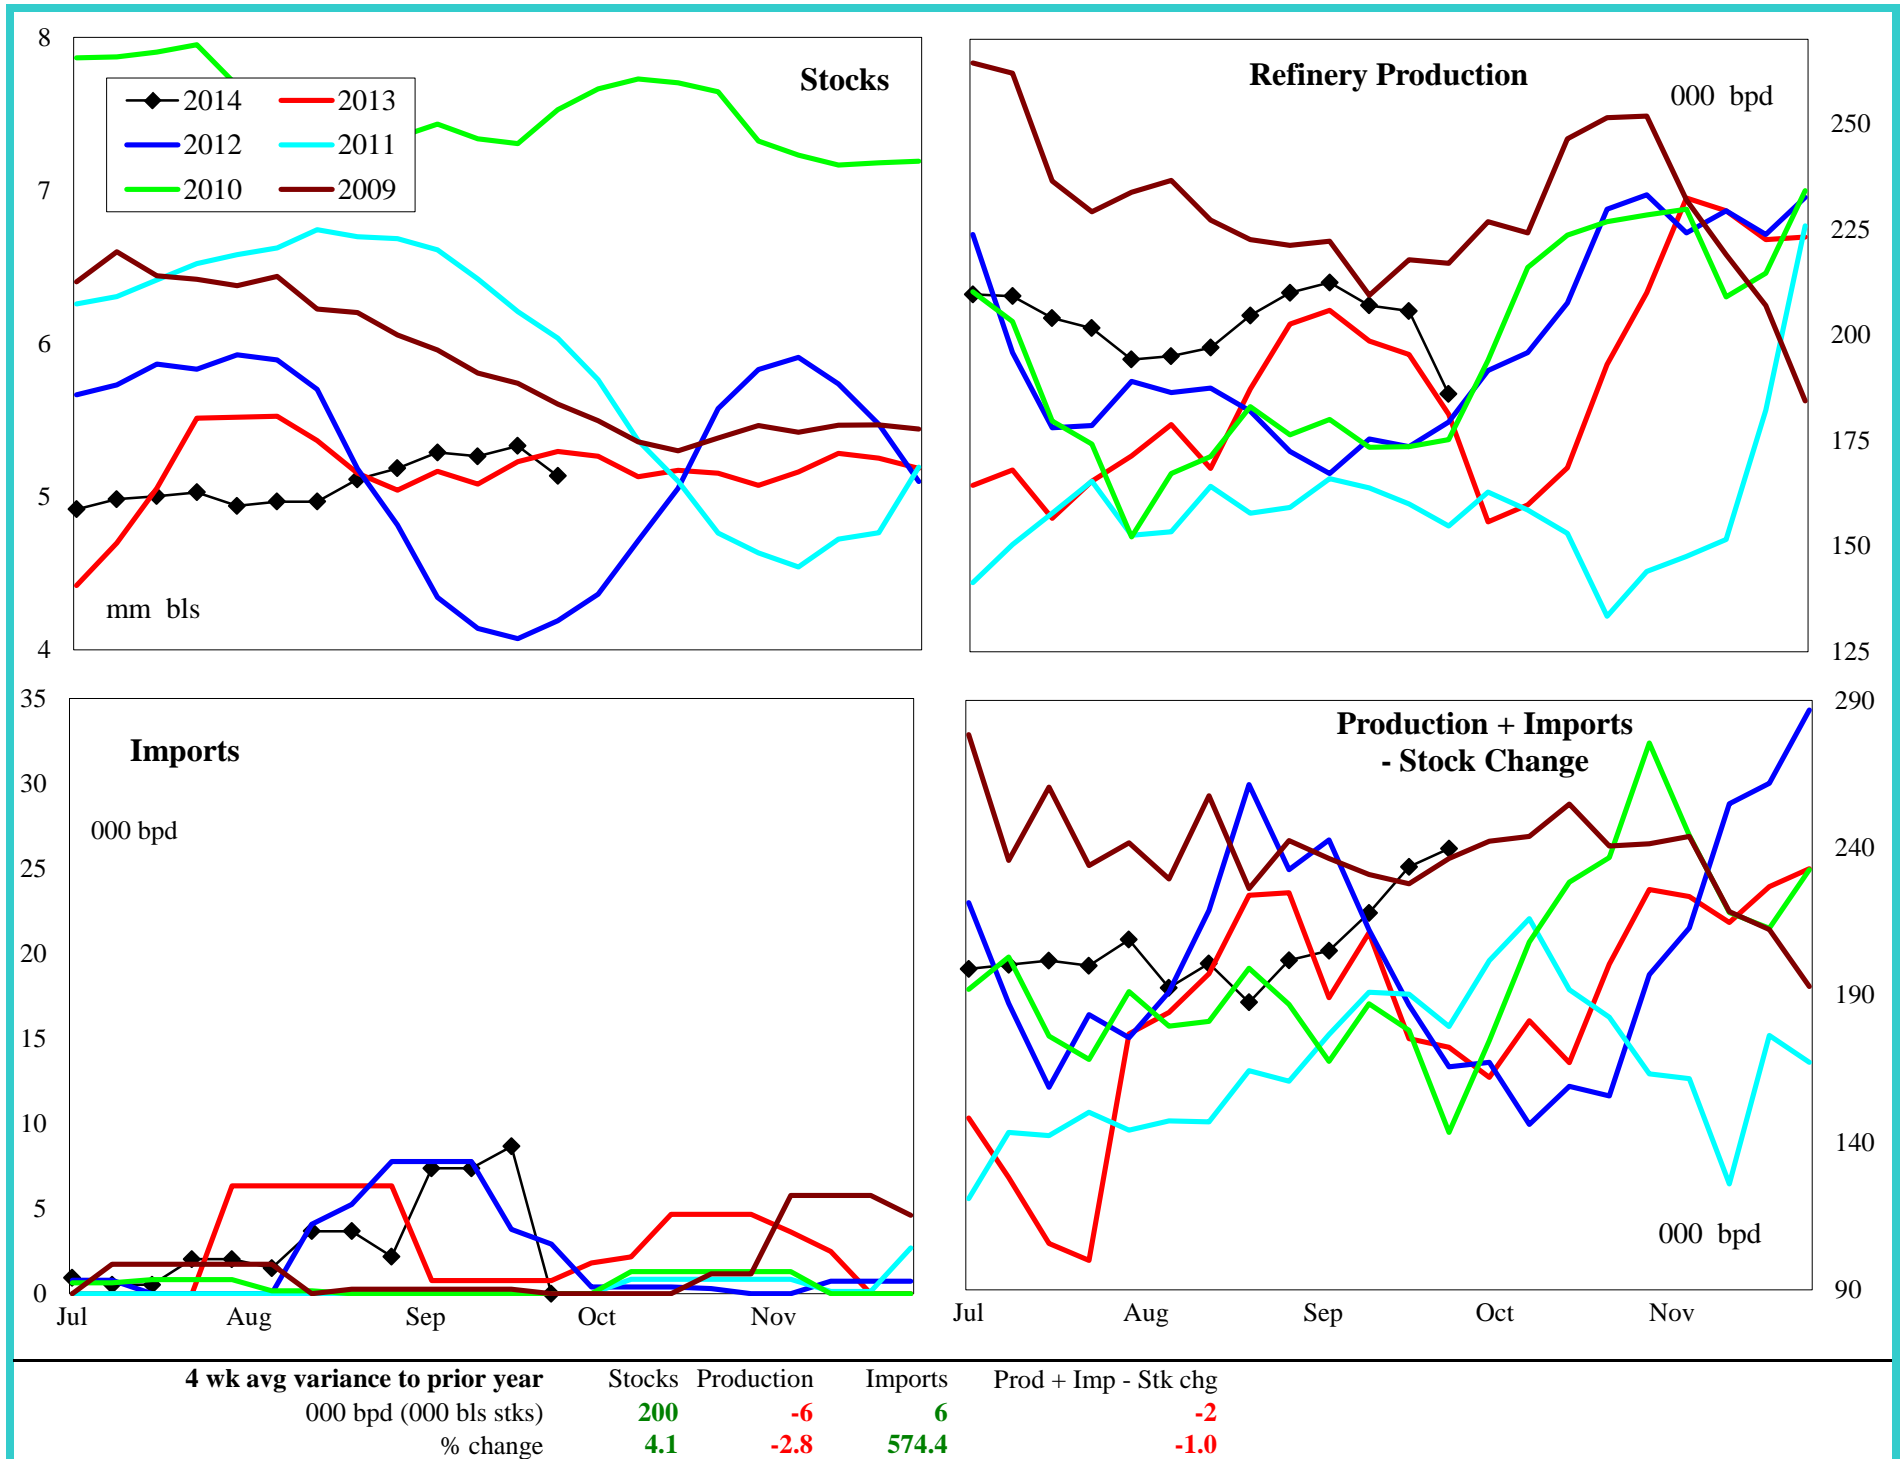 Stocks
8
7
6
5
4
2014 2013
2012 2011
2010 2009
mm bls
Refinery Production
000 bpd
250
225
200
175
150
125
Imports
000 bpd
35
30
25
20
15
10
5
0
Jul Aug Sep Oct Nov
Production + Imports
- Stock Change
290
240
190
140
90
000 bpd
Jul Aug Sep Oct Nov
4 wk avg variance to prior year Stocks Production Imports Prod + Imp - Stk chg
000 bpd (000 bls stks) 200 -6 6 -2
% change 4.1 -2.8 574.4 -1.0